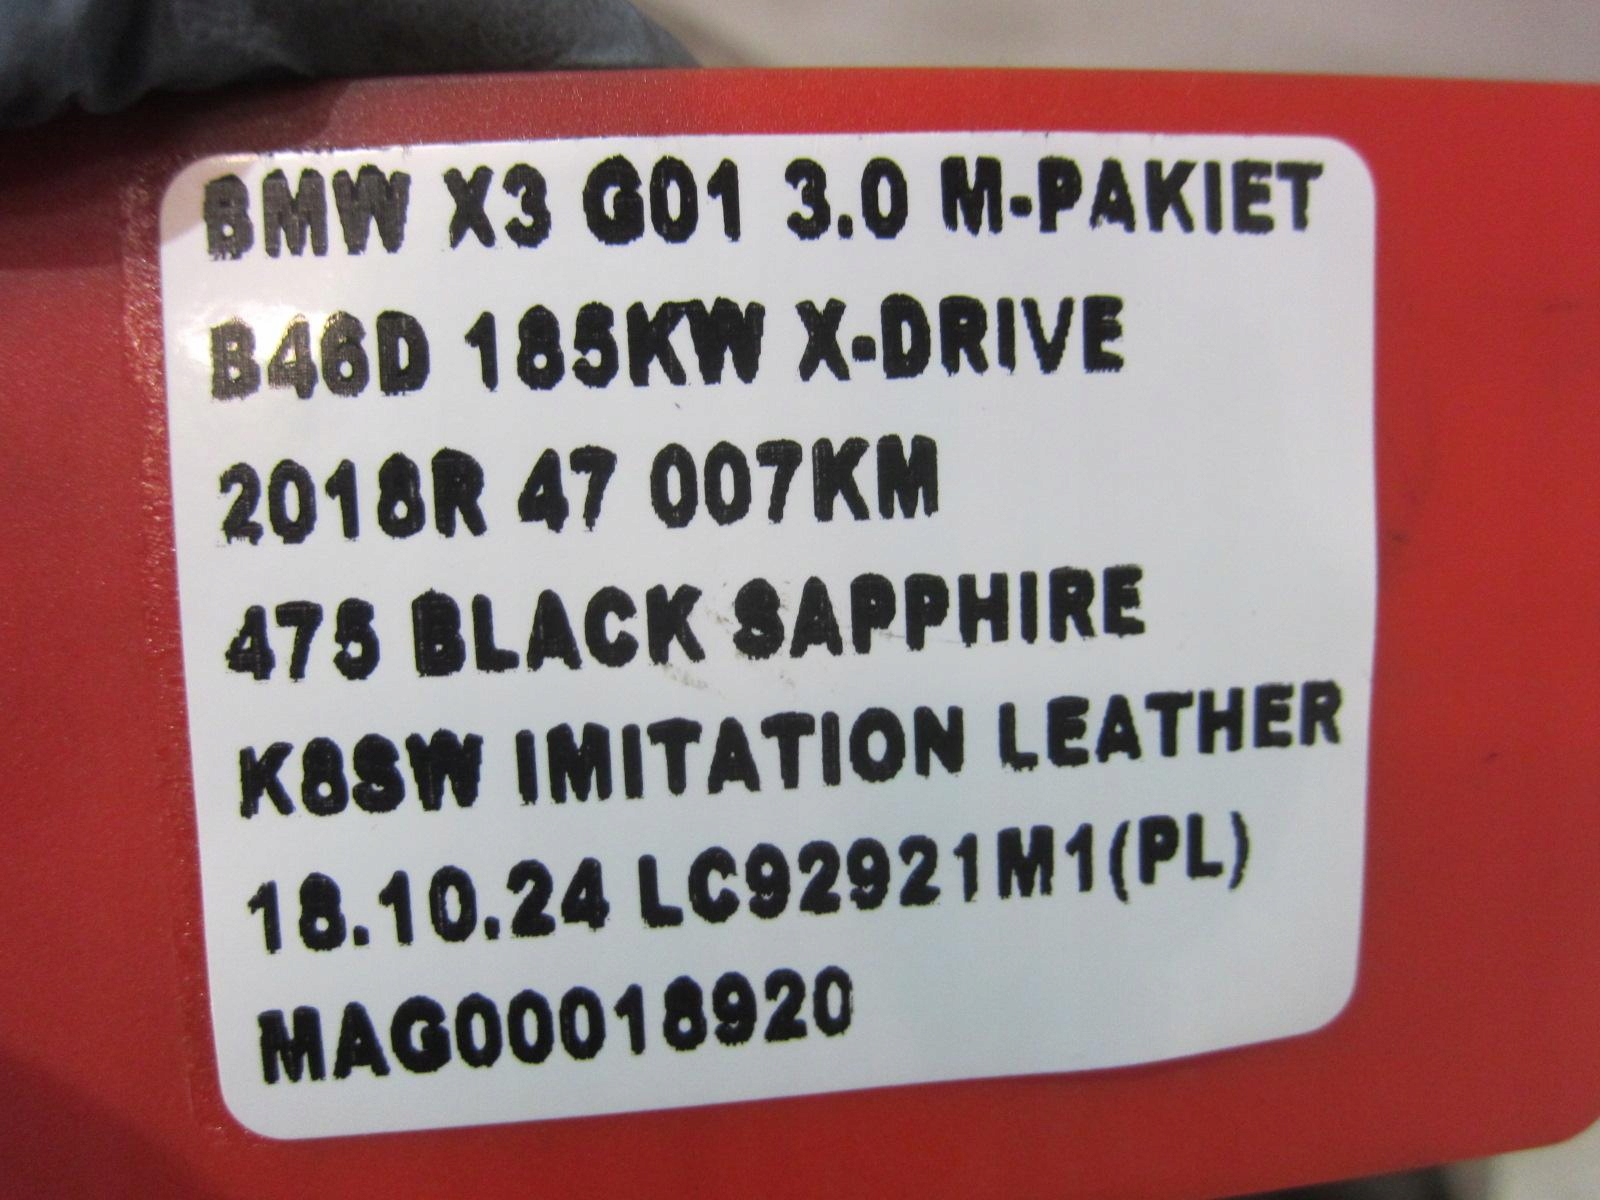 BMW X3 G01 3.0 M-PAKIET
B46D 185KW X-DRIVE
2018R 47 007KM
475 BLACK SAPPHIRE
K8SW IMITATION LEATHER
18.10.24 LC92921M1(PL)
MAG00018920